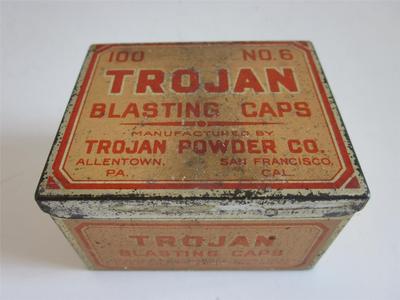 100 NO. 6
TROJAN
BLASTING CAPS
MANUFACTURED BY
TROJAN POWDER CO.
ALLENTOWN, SAN FRANCISCO,
PA. CAL.
TROJAN
BLASTING CAPS